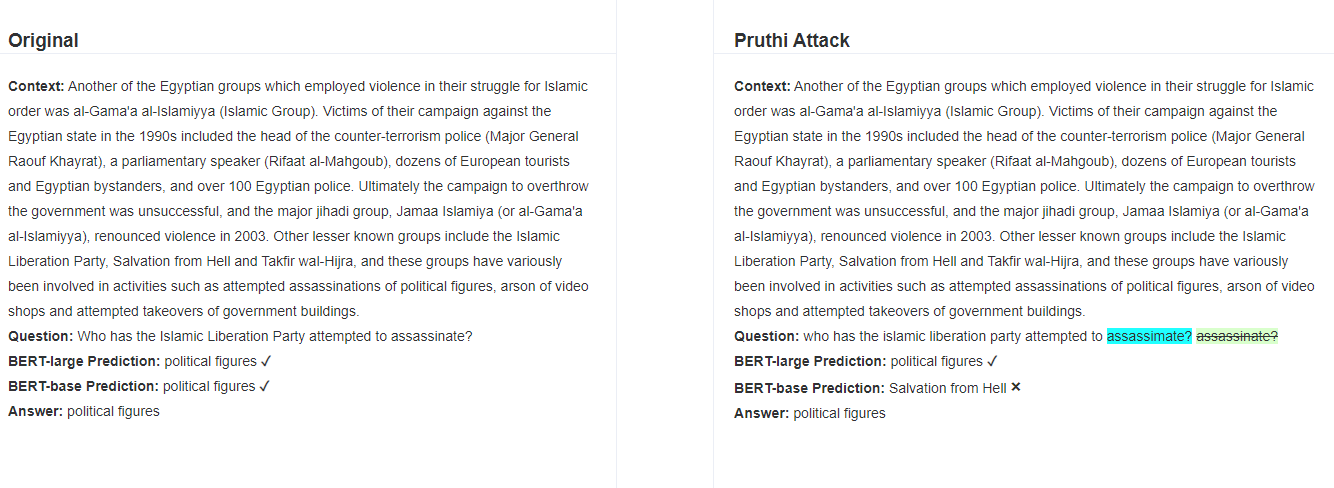 Original
Context: Another of the Egyptian groups which employed violence in their struggle for Islamic
order was al-Gama'a al-Islamiyya (Islamic Group). Victims of their campaign against the
Egyptian state in the 1990s included the head of the counter-terrorism police (Major General
Raouf Khayrat), a parliamentary speaker (Rifaat al-Mahgoub), dozens of European tourists
and Egyptian bystanders, and over 100 Egyptian police. Ultimately the campaign to overthrow
the government was unsuccessful, and the major jihadi group, Jamaa Islamiya (or al-Gama'a
al-Islamiyya), renounced violence in 2003. Other lesser known groups include the Islamic
Liberation Party, Salvation from Hell and Takfir wal-Hijra, and these groups have variously
been involved in activities such as attempted assassinations of political figures, arson of video
shops and attempted takeovers of government buildings.
Question: Who has the Islamic Liberation Party attempted to assassinate?
BERT-large Prediction: political figures ✓
BERT-base Prediction: political figures ✓
Answer: political figures
Pruthi Attack
Context: Another of the Egyptian groups which employed violence in their struggle for Islamic
order was al-Gama'a al-Islamiyya (Islamic Group). Victims of their campaign against the
Egyptian state in the 1990s included the head of the counter-terrorism police (Major General
Raouf Khayrat), a parliamentary speaker (Rifaat al-Mahgoub), dozens of European tourists
and Egyptian bystanders, and over 100 Egyptian police. Ultimately the campaign to overthrow
the government was unsuccessful, and the major jihadi group, Jamaa Islamiya (or al-Gama'a
al-Islamiyya), renounced violence in 2003. Other lesser known groups include the Islamic
Liberation Party, Salvation from Hell and Takfir wal-Hijra, and these groups have variously
been involved in activities such as attempted assassinations of political figures, arson of video
shops and attempted takeovers of government buildings.
Question: who has the islamic liberation party attempted to assassimate? assassinate?
BERT-large Prediction: political figures ✓
BERT-base Prediction: Salvation from Hell ✕
Answer: political figures